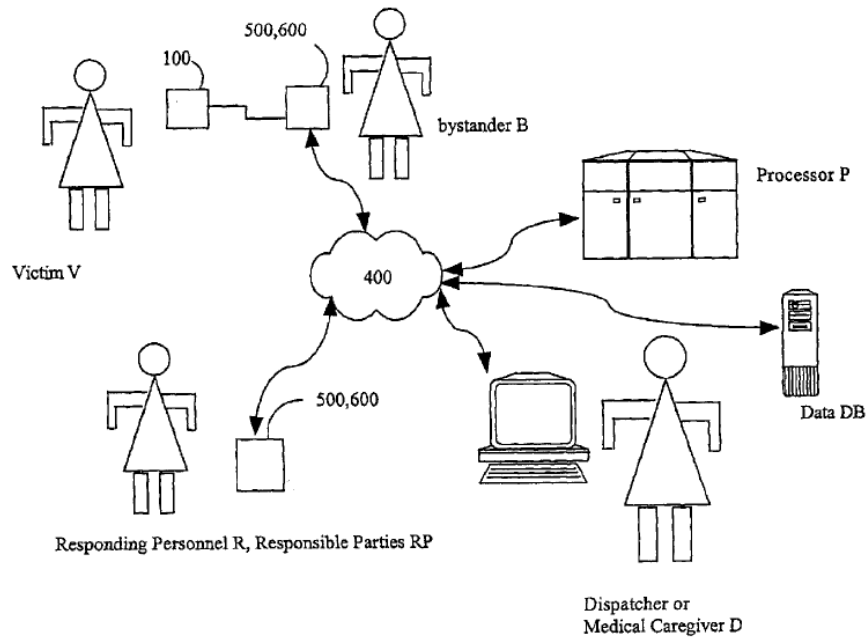 500,600
100
bystander B
Processor P
Victim V
400
500,600
Data DB
Responding Personnel R, Responsible Parties RP
Dispatcher or
Medical Caregiver D